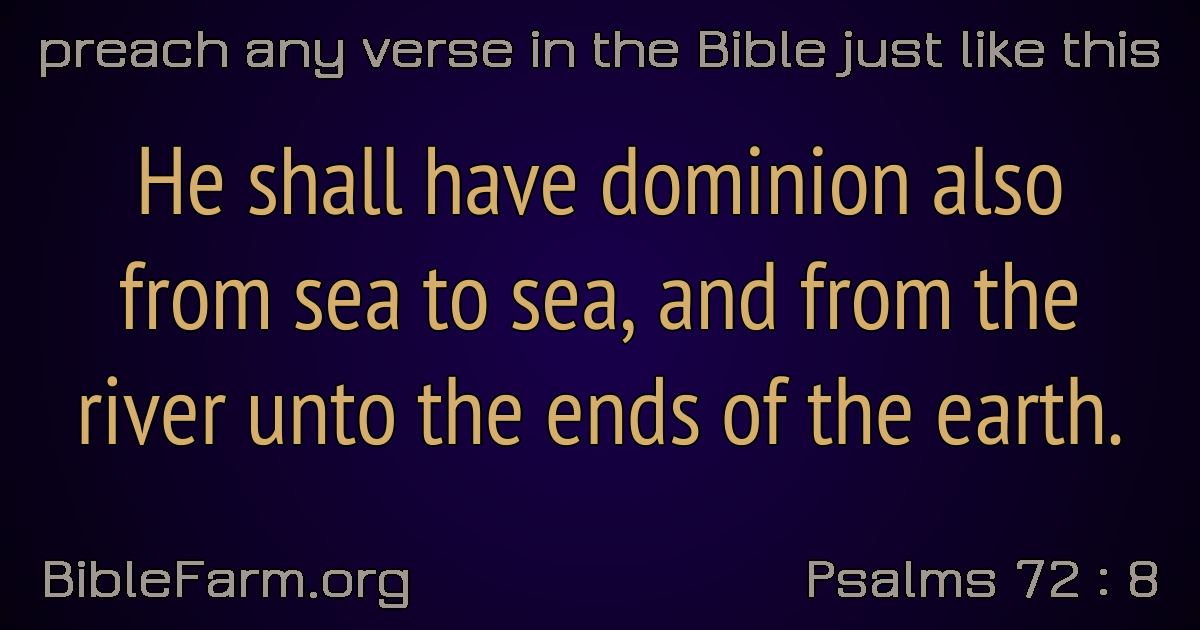 preach any verse in the Bible just like this
He shall have dominion also
from sea to sea, and from the
river unto the ends of the earth.
BibleFarm.org
Psalms 72 : 8